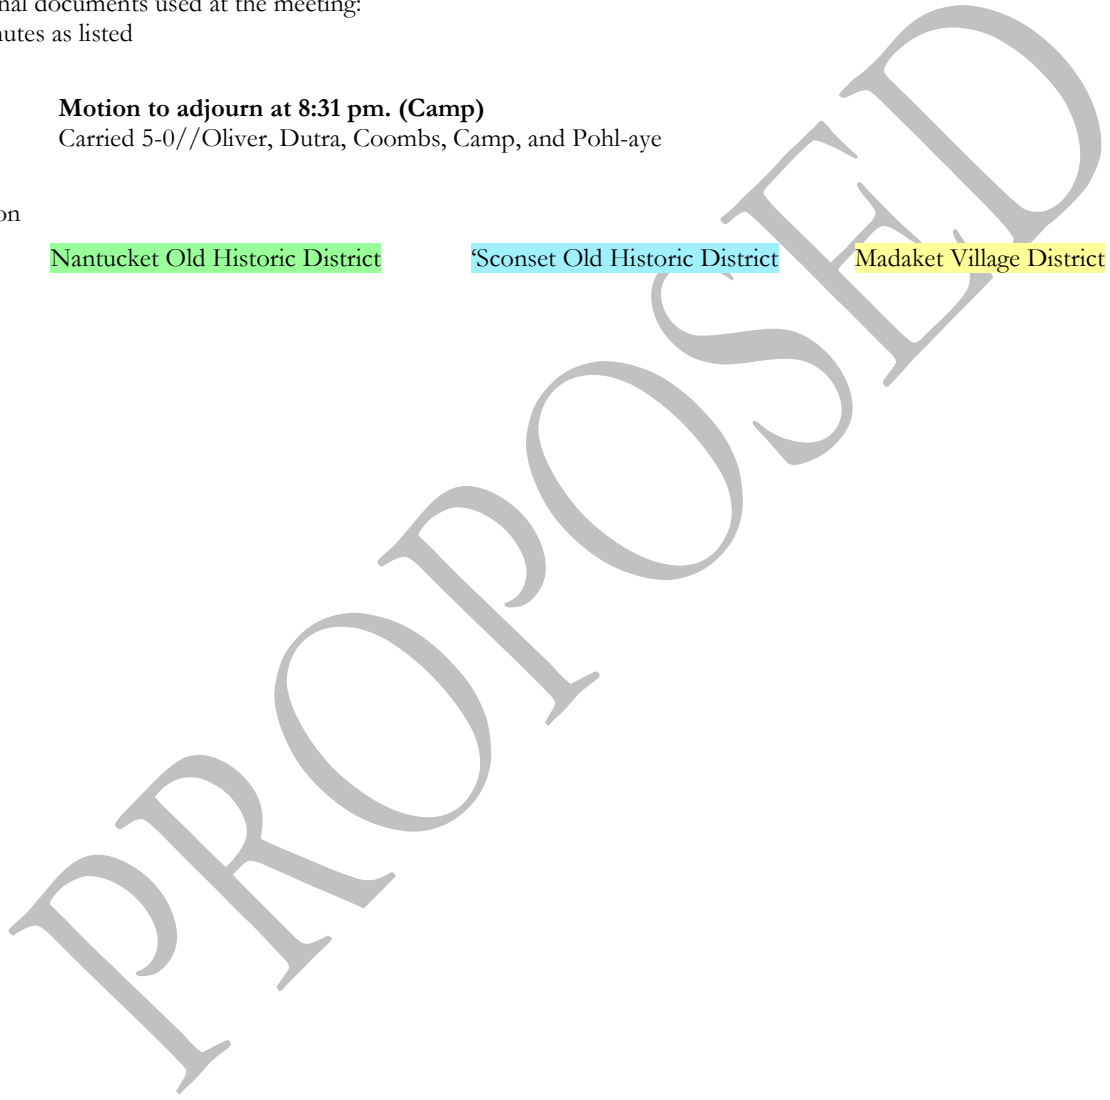 nal documents used at the meeting:
nutes as listed
Motion to adjourn at 8:31 pm. (Camp)
Carried 5-0//Oliver, Dutra, Coombs, Camp, and Pohl-aye
on
Nantucket Old Historic District ‘Sconset Old Historic District Madaket Village District
PROPOSED